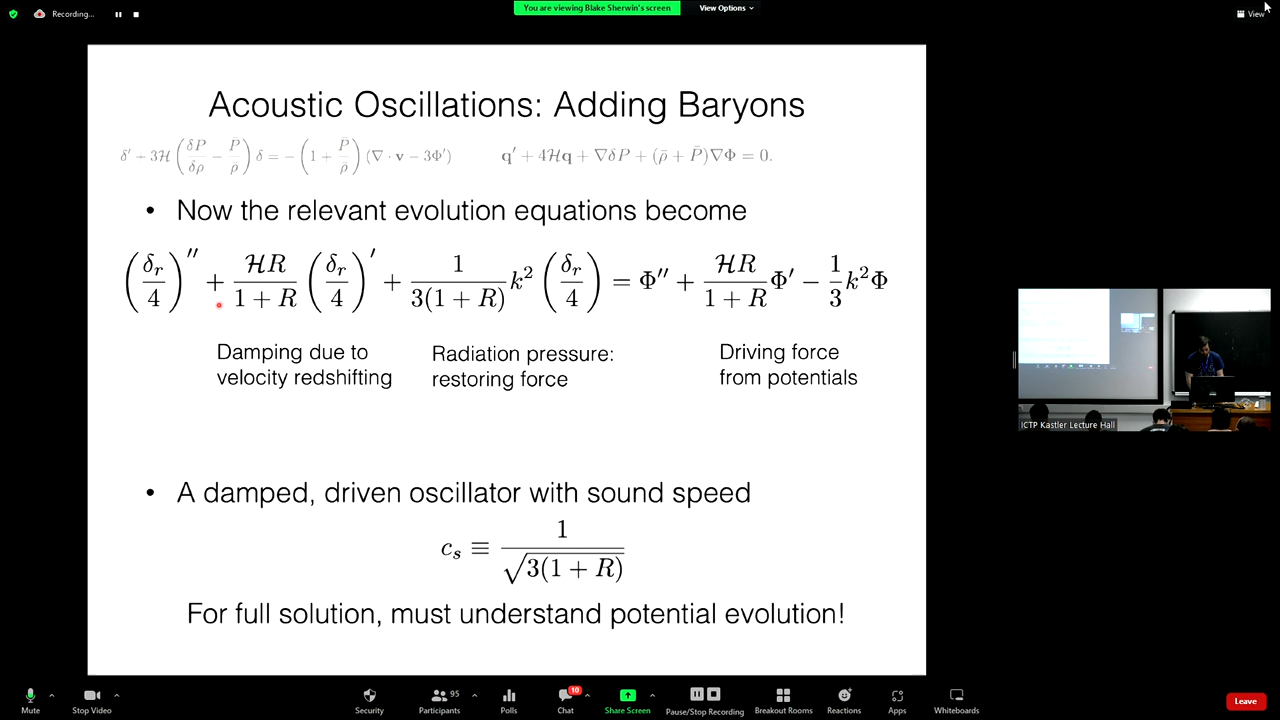 Recording...
You are viewing Blake Sherwin's screen
View Options
View
Acoustic Oscillations: Adding Baryons
δ′ + 3ℋ (δP/δρ − P̄/ρ̄) δ = −(1 + P̄/ρ̄) (∇ · v − 3Φ′)
q′ + 4ℋq + ∇δP + (ρ̄ + P̄)∇Φ = 0.
• Now the relevant evolution equations become
(δ_r/4)″ + ℋR/(1 + R) (δ_r/4)′ + 1/(3(1 + R)) k² (δ_r/4) = Φ″ + ℋR/(1 + R) Φ′ − 1/3 k²Φ
Damping due to
velocity redshifting
Radiation pressure:
restoring force
Driving force
from potentials
• A damped, driven oscillator with sound speed
c_s ≡ 1/√(3(1 + R))
For full solution, must understand potential evolution!
ICTP Kastler Lecture Hall
Mute
Stop Video
Security
95
Participants
Polls
10
Chat
Share Screen
Pause/Stop Recording
Breakout Rooms
Reactions
Apps
Whiteboards
Leave